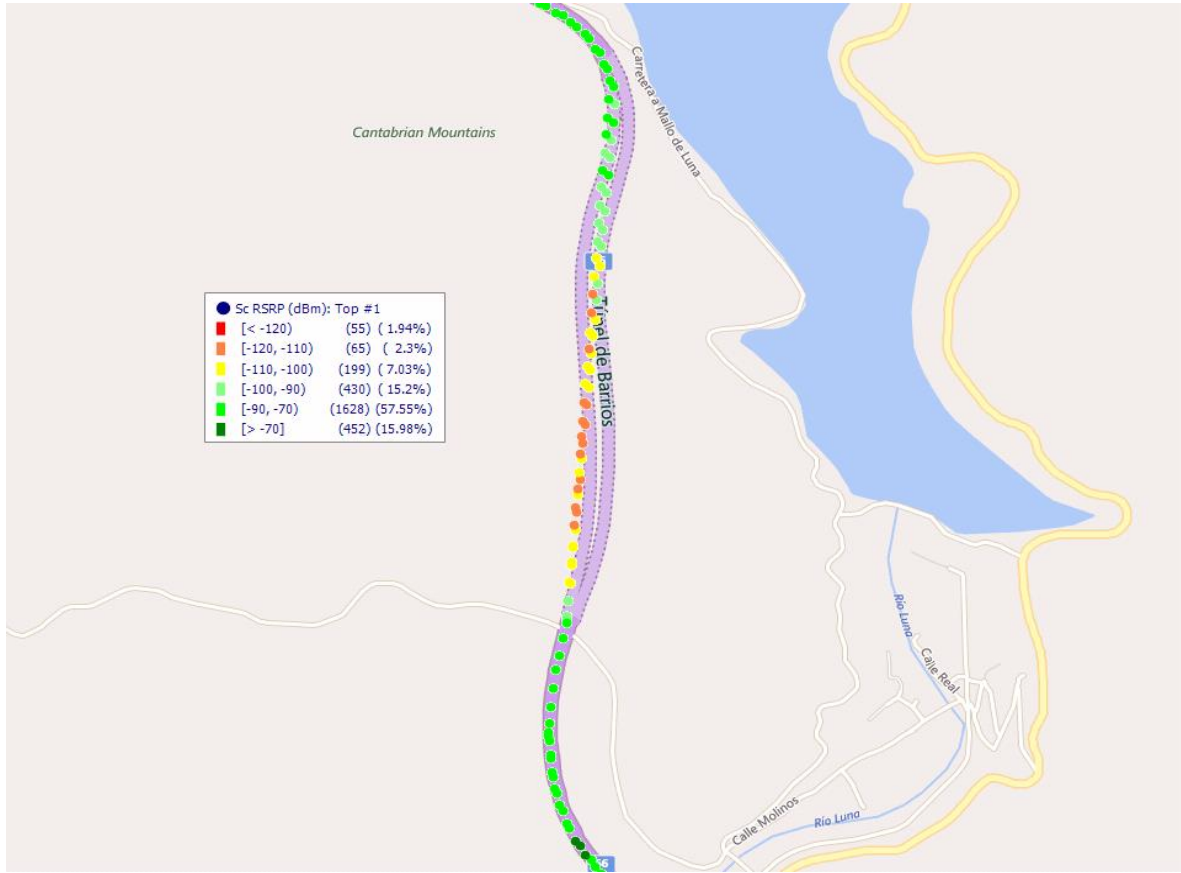 Carretera a Mallo de Luna
Cantabrian Mountains
Sc RSRP (dBm): Top #1
[< -120) (55) ( 1.94%)
[-120, -110) (65) ( 2.3%)
[-110, -100) (199) ( 7.03%)
[-100, -90) (430) ( 15.2%)
[-90, -70) (1628) (57.55%)
[> -70] (452) (15.98%)
Túnel de Barrios
Río Luna
Calle Real
Calle Molinos
Río Luna
66